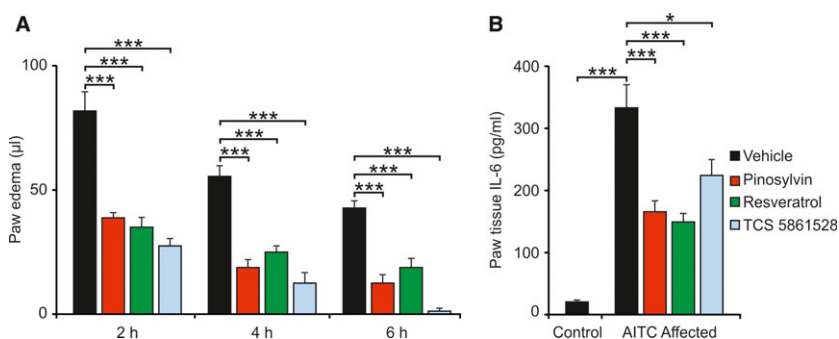 A
***
***
***
***
***
***
***
***
***
100
50
0
Paw edema (µl)
2 h
4 h
6 h
B
*
***
***
***
400
300
200
100
0
Paw tissue IL-6 (pg/ml)
Control
AITC Affected
Vehicle
Pinosylvin
Resveratrol
TCS 5861528